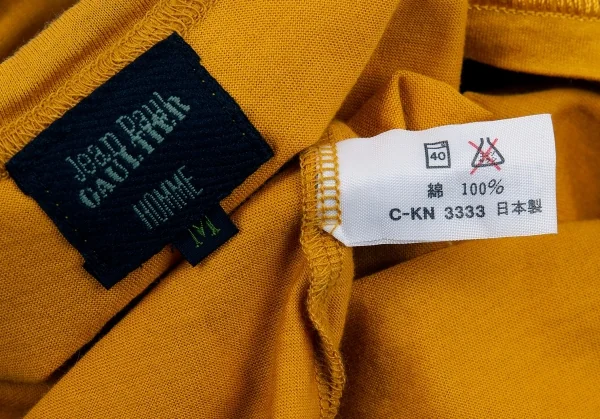 Jean Paul
GAULTIER
HOMME
M
40
綿 100%
C-KN 3333 日本製